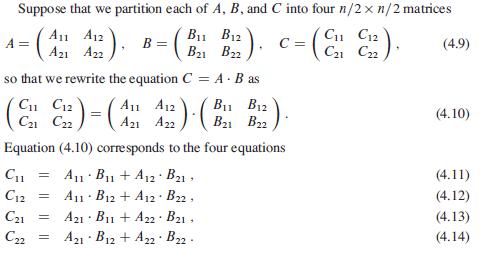 Suppose that we partition each of A, B, and C into four n/2 × n/2 matrices
A = ( A₁₁ A₁₂ ; A₂₁ A₂₂ ) , B = ( B₁₁ B₁₂ ; B₂₁ B₂₂ ) , C = ( C₁₁ C₁₂ ; C₂₁ C₂₂ ) , (4.9)
so that we rewrite the equation C = A · B as
( C₁₁ C₁₂ ; C₂₁ C₂₂ ) = ( A₁₁ A₁₂ ; A₂₁ A₂₂ ) · ( B₁₁ B₁₂ ; B₂₁ B₂₂ ) . (4.10)
Equation (4.10) corresponds to the four equations
C₁₁ = A₁₁ · B₁₁ + A₁₂ · B₂₁ , (4.11)
C₁₂ = A₁₁ · B₁₂ + A₁₂ · B₂₂ , (4.12)
C₂₁ = A₂₁ · B₁₁ + A₂₂ · B₂₁ , (4.13)
C₂₂ = A₂₁ · B₁₂ + A₂₂ · B₂₂ . (4.14)